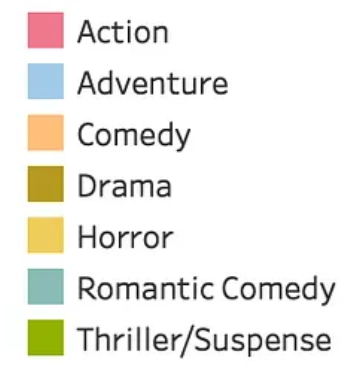 Action
Adventure
Comedy
Drama
Horror
Romantic Comedy
Thriller/Suspense